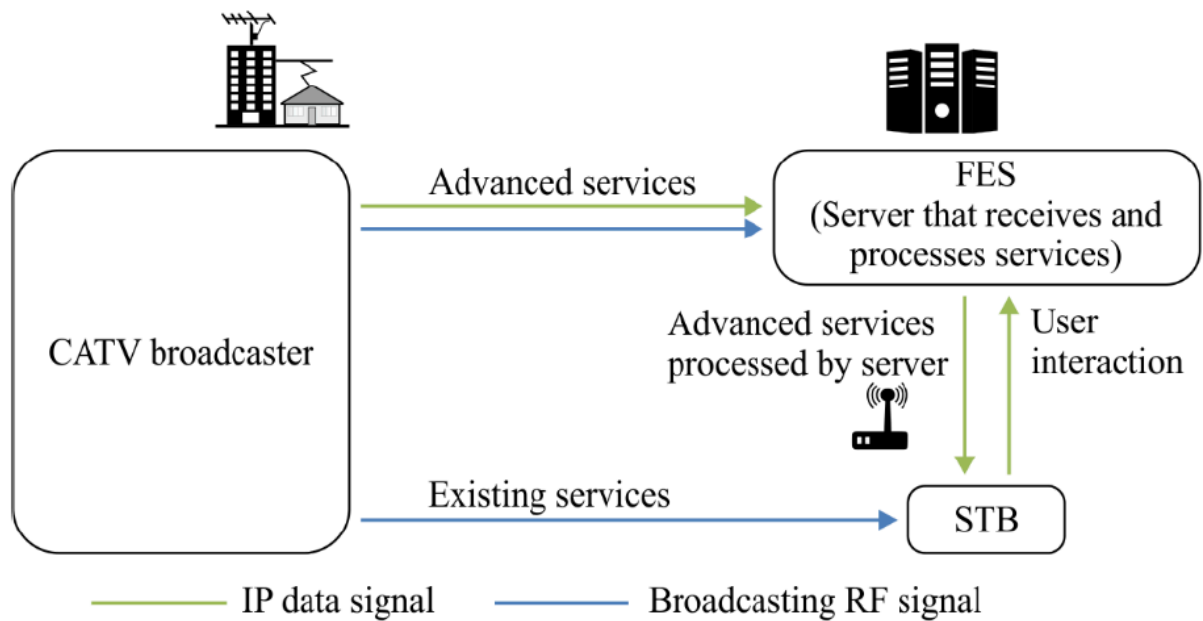 Advanced services
FES
(Server that receives and
processes services)
CATV broadcaster
Advanced services
processed by server
User
interaction
Existing services
STB
IP data signal
Broadcasting RF signal